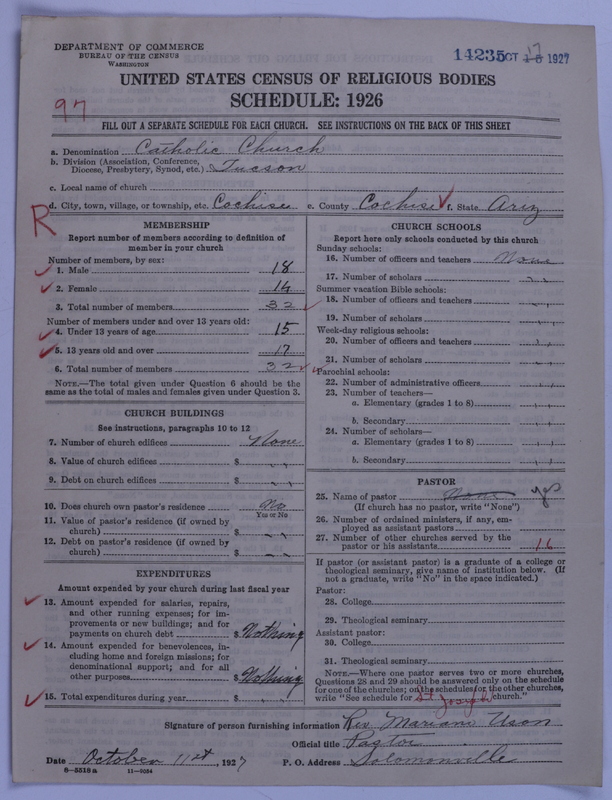 DEPARTMENT OF COMMERCE
BUREAU OF THE CENSUS
WASHINGTON
14235 OCT 17 1927
UNITED STATES CENSUS OF RELIGIOUS BODIES
SCHEDULE: 1926
97
FILL OUT A SEPARATE SCHEDULE FOR EACH CHURCH. SEE INSTRUCTIONS ON THE BACK OF THIS SHEET
a. Denomination Catholic Church
b. Division (Association, Conference,
Diocese, Presbytery, Synod, etc.) Tucson
c. Local name of church
d. City, town, village, or township, etc. Cochise e. County Cochise f. State Ariz
R
MEMBERSHIP
Report number of members according to definition of
member in your church
Number of members, by sex:
1. Male 18
2. Female 14
3. Total number of members 32
Number of members under and over 13 years old:
4. Under 13 years of age 15
5. 13 years old and over 17
6. Total number of members 32
NOTE.—The total given under Question 6 should be the
same as the total of males and females given under Question 3.
CHURCH BUILDINGS
See instructions, paragraphs 10 to 12
7. Number of church edifices None
8. Value of church edifices $ " "
9. Debt on church edifices $ " "
10. Does church own pastor's residence No
Yes or No
11. Value of pastor's residence (if owned by
church) $ " "
12. Debt on pastor's residence (if owned by
church) $ " "
EXPENDITURES
Amount expended by your church during last fiscal year
13. Amount expended for salaries, repairs,
and other running expenses; for im-
provements or new buildings; and for
payments on church debt $ Nothing
14. Amount expended for benevolences, in-
cluding home and foreign missions; for
denominational support; and for all
other purposes $ Nothing
15. Total expenditures during year $ " "
CHURCH SCHOOLS
Report here only schools conducted by this church
Sunday schools:
16. Number of officers and teachers None
17. Number of scholars " "
Summer vacation Bible schools:
18. Number of officers and teachers " "
19. Number of scholars " "
Week-day religious schools:
20. Number of officers and teachers " "
21. Number of scholars " "
Parochial schools:
22. Number of administrative officers " "
23. Number of teachers—
a. Elementary (grades 1 to 8) " "
b. Secondary " "
24. Number of scholars—
a. Elementary (grades 1 to 8) " "
b. Secondary " "
PASTOR
25. Name of pastor None
(If church has no pastor, write "None")
26. Number of ordained ministers, if any, em-
ployed as assistant pastors
27. Number of other churches served by the
pastor or his assistants 16
If pastor (or assistant pastor) is a graduate of a college or
theological seminary, give name of institution below. (If
not a graduate, write "No" in the space indicated.)
Pastor:
28. College
29. Theological seminary
Assistant pastor:
30. College
31. Theological seminary
NOTE.—Where one pastor serves two or more churches,
Questions 28 and 29 should be answered only on the schedule
for one of the churches; on the schedules for the other churches,
write "See schedule for St Joseph church."
Signature of person furnishing information Rev. Mariano Uson
Official title Pastor
Date October 11st, 1927 P. O. Address Solomonville
6—5518a 11—9034